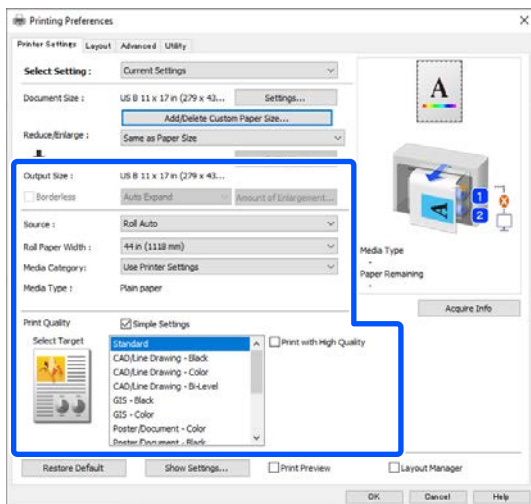 Printing Preferences
Printer Settings Layout Advanced Utility
Select Setting : Current Settings
Document Size : US B 11 x 17 in (279 x 43... Settings...
Add/Delete Custom Paper Size...
Reduce/Enlarge : Same as Paper Size
Output Size : US B 11 x 17 in (279 x 43...
Borderless Auto Expand Amount of Enlargement...
Source : Roll Auto
Roll Paper Width : 44 in (1118 mm)
Media Category: Use Printer Settings
Media Type : Plain paper
Print Quality Simple Settings
Select Target
Standard
CAD/Line Drawing - Black
CAD/Line Drawing - Color
CAD/Line Drawing - Bi-Level
GIS - Black
GIS - Color
Poster/Document - Color
Poster/Document - Black
Print with High Quality
A
A
1
2
Media Type
-
Paper Remaining
-
Acquire Info
Restore Default Show Settings... Print Preview Layout Manager
OK Cancel Help